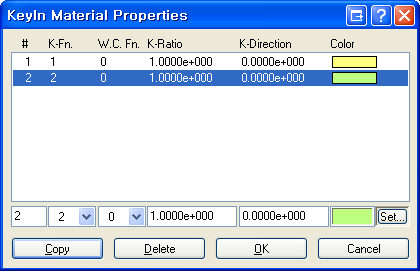 KeyIn Material Properties
# K-Fn. W.C. Fn. K-Ratio K-Direction Color
1 1 0 1.0000e+000 0.0000e+000
2 2 0 1.0000e+000 0.0000e+000
2 2 0 1.0000e+000 0.0000e+000 Set...
Copy Delete OK Cancel